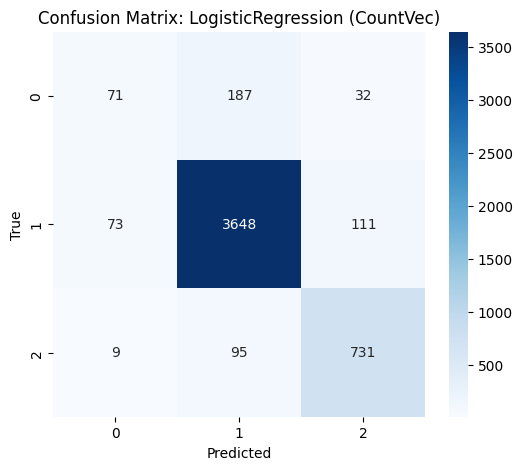 Confusion Matrix: LogisticRegression (CountVec)
3500
3000
2500
2000
1500
1000
500
True
0
71 187 32
1
73 3648 111
2
9 95 731
0 1 2
Predicted